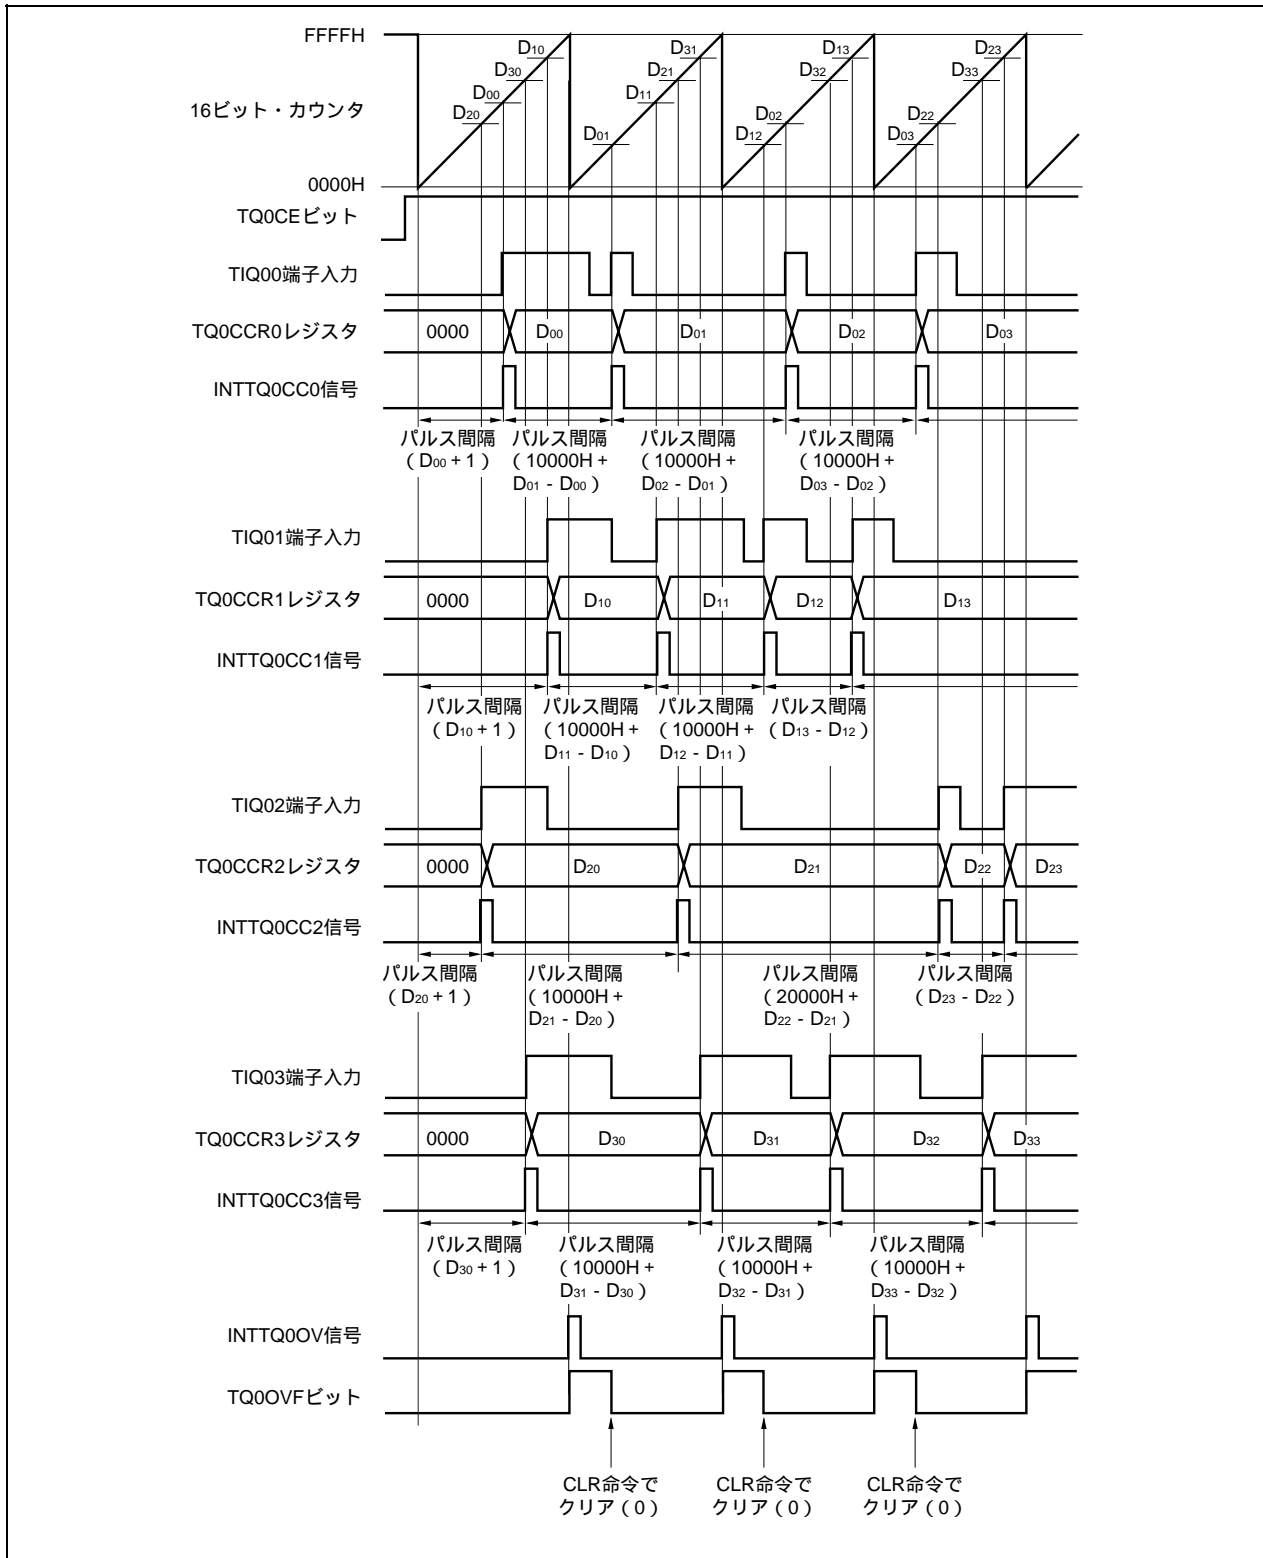 FFFFH
D10
D31
D13
D23
D30
D21
D32
D33
16ビット・カウンタ
D00
D11
D20
D02
D22
D01
D12
D03
0000H
TQ0CEビット
TIQ00端子入力
TQ0CCR0レジスタ
0000
D00
D01
D02
D03
INTTQ0CC0信号
パルス間隔
(D00 + 1)
パルス間隔
(10000H +
D01 - D00)
パルス間隔
(10000H +
D02 - D01)
パルス間隔
(10000H +
D03 - D02)
TIQ01端子入力
TQ0CCR1レジスタ
0000
D10
D11
D12
D13
INTTQ0CC1信号
パルス間隔
(D10 + 1)
パルス間隔
(10000H +
D11 - D10)
パルス間隔
(10000H +
D12 - D11)
パルス間隔
(D13 - D12)
TIQ02端子入力
TQ0CCR2レジスタ
0000
D20
D21
D22
D23
INTTQ0CC2信号
パルス間隔
(D20 + 1)
パルス間隔
(10000H +
D21 - D20)
パルス間隔
(20000H +
D22 - D21)
パルス間隔
(D23 - D22)
TIQ03端子入力
TQ0CCR3レジスタ
0000
D30
D31
D32
D33
INTTQ0CC3信号
パルス間隔
(D30 + 1)
パルス間隔
(10000H +
D31 - D30)
パルス間隔
(10000H +
D32 - D31)
パルス間隔
(10000H +
D33 - D32)
INTTQ0OV信号
TQ0OVFビット
CLR命令で
クリア(0)
CLR命令で
クリア(0)
CLR命令で
クリア(0)